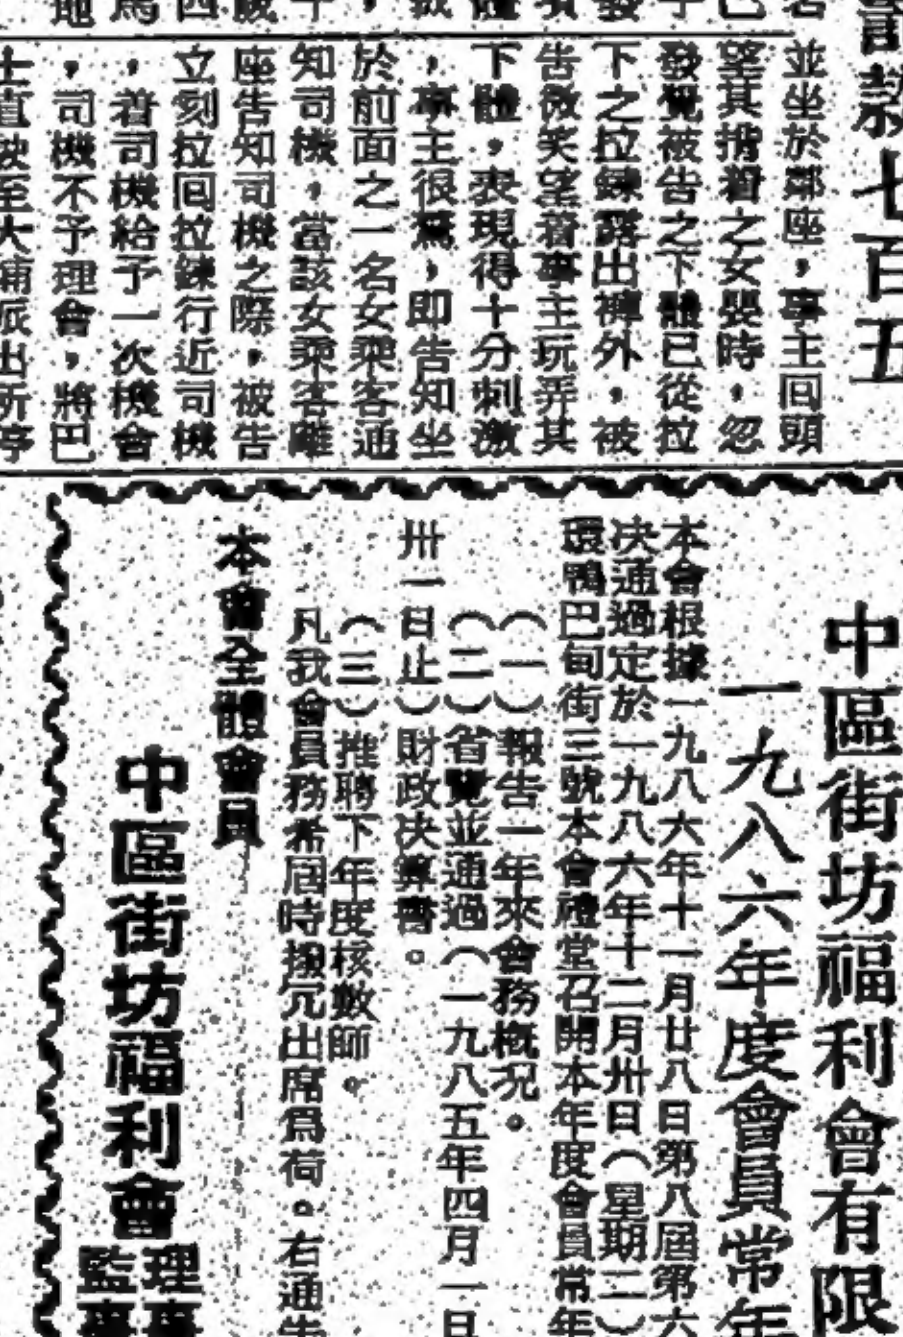 七百五
並坐於鄰座，事主回頭
望其揹着之女嬰時，忽
發覺被告之下體已從拉
下之拉鍊露出褲外，被
告微笑望着事主玩弄其
下體，表現得十分刺激
，事主很驚，即告知坐
於前面之一名女乘客通
知司機，當該女乘客離
座告知司機之際，被告
立刻拉回拉鍊行近司機
，着司機給予一次機會
，司機不予理會，將巴
士直駛至大埔派出所停
中區街坊福利會有限
一九八六年度會員常年
本會根據一九八六年十一月廿八日第八屆第六
決通過定於一九八六年十二月卅日（星期二）
環鴨巴甸街三號本會禮堂召開本年度會員常年
（一）報告一年來會務概況。
（二）省覽並通過（一九八五年四月一日
卅一日止）財政決算書。
（三）推聘下年度核數師。
凡我會員務希屆時撥冗出席爲荷。右通告
本會全體會員
中區街坊福利會
理事
監事